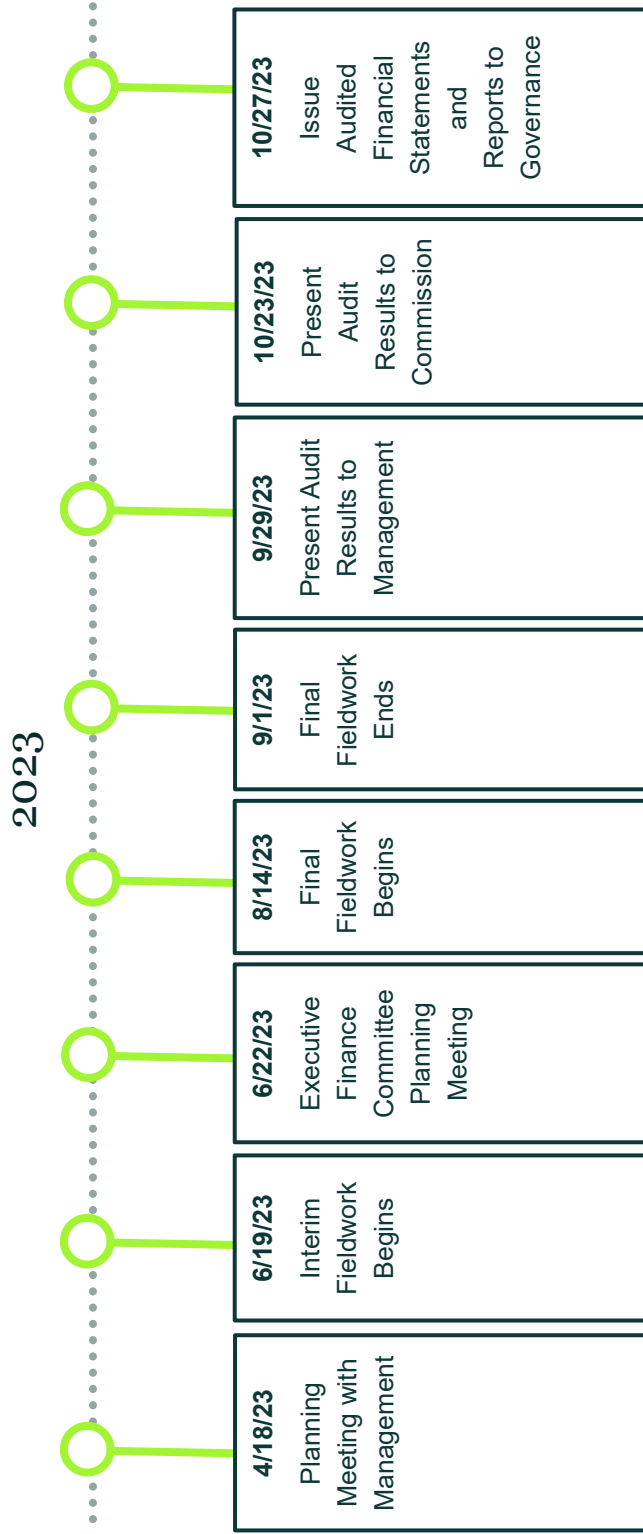 2023
4/18/23
Planning
Meeting with
Management
6/19/23
Interim
Fieldwork
Begins
6/22/23
Executive
Finance
Committee
Planning
Meeting
8/14/23
Final
Fieldwork
Begins
9/1/23
Final
Fieldwork
Ends
9/29/23
Present Audit
Results to
Management
10/23/23
Present
Audit
Results to
Commission
10/27/23
Issue
Audited
Financial
Statements
and
Reports to
Governance